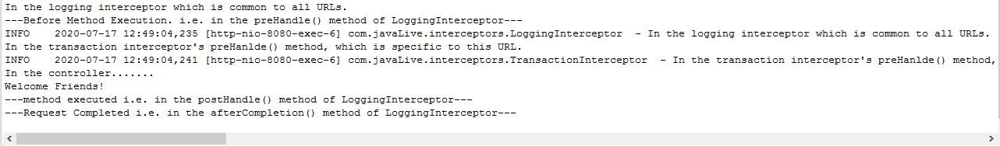 In the logging interceptor which is common to all URLs.
---Before Method Execution. i.e. in the preHandle() method of LoggingInterceptor---
INFO    2020-07-17 12:49:04,235 [http-nio-8080-exec-6] com.javaLive.interceptors.LoggingInterceptor  - In the logging interceptor which is common to all URLs.
In the transaction interceptor's preHanlde() method, which is specific to this URL.
INFO    2020-07-17 12:49:04,241 [http-nio-8080-exec-6] com.javaLive.interceptors.TransactionInterceptor  - In the transaction interceptor's preHanlde() method,
In the controller.......
Welcome Friends!
---method executed i.e. in the postHandle() method of LoggingInterceptor---
---Request Completed i.e. in the afterCompletion() method of LoggingInterceptor---